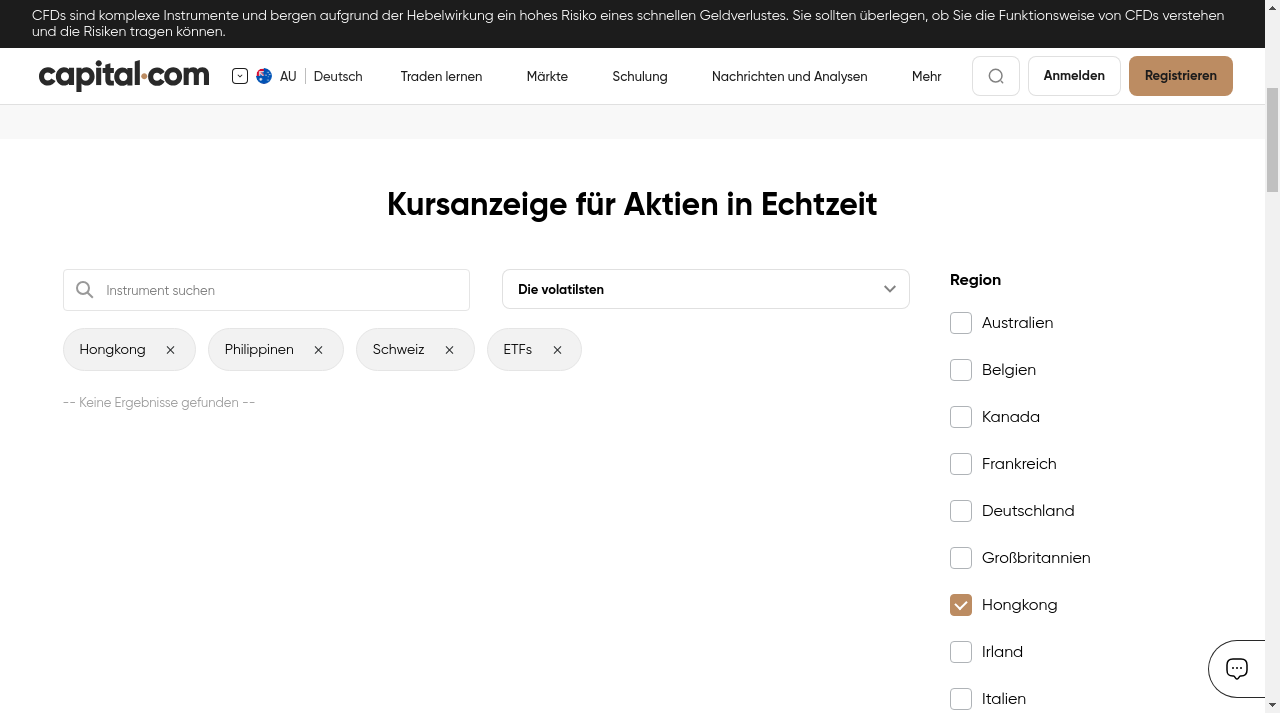 CFDs sind komplexe Instrumente und bergen aufgrund der Hebelwirkung ein hohes Risiko eines schnellen Geldverlustes. Sie sollten überlegen, ob Sie die Funktionsweise von CFDs verstehen
und die Risiken tragen können.
capital.com
AU
Deutsch
Traden lernen
Märkte
Schulung
Nachrichten und Analysen
Mehr
Anmelden
Registrieren
Kursanzeige für Aktien in Echtzeit
Instrument suchen
Die volatilsten
Hongkong
Philippinen
Schweiz
ETFs
-- Keine Ergebnisse gefunden --
Region
Australien
Belgien
Kanada
Frankreich
Deutschland
Großbritannien
Hongkong
Irland
Italien